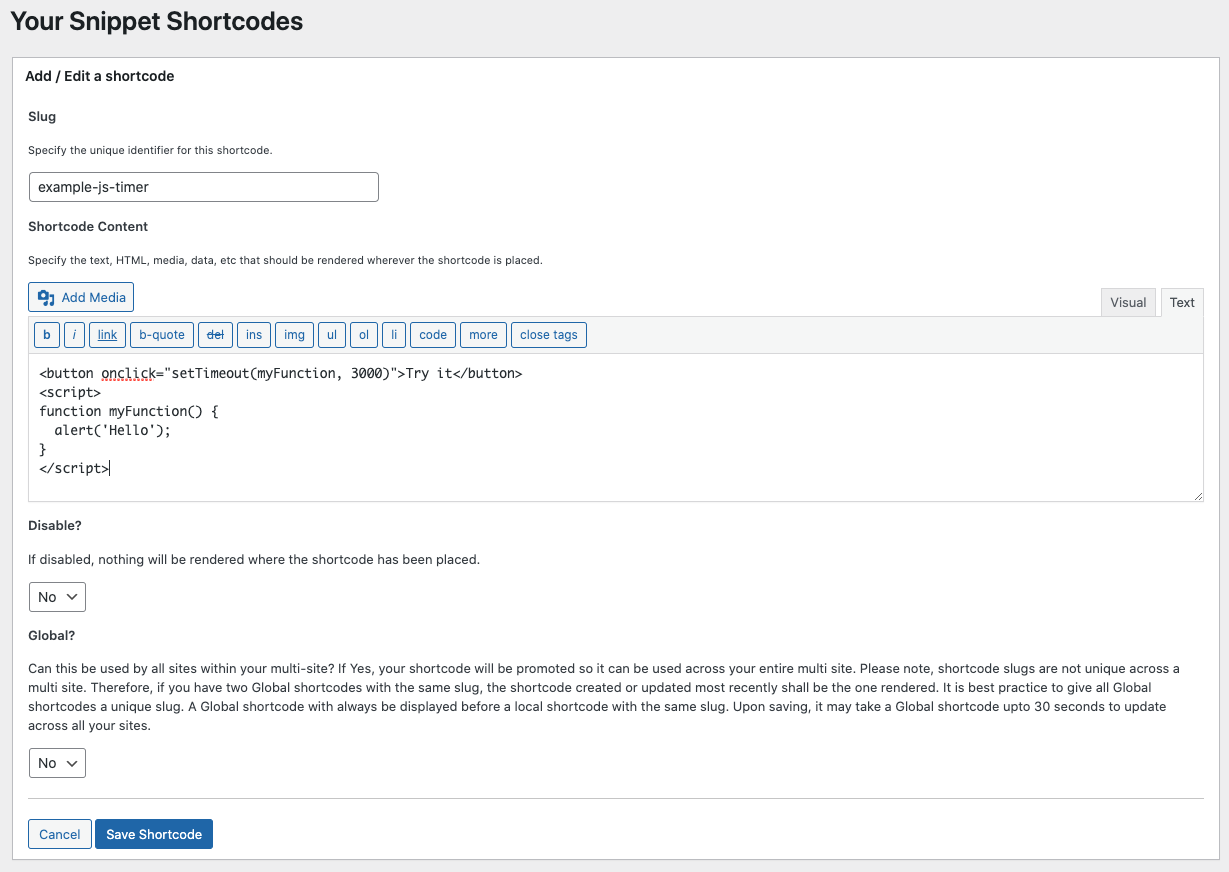 Your Snippet Shortcodes
Add / Edit a shortcode
Slug
Specify the unique identifier for this shortcode.
example-js-timer
Shortcode Content
Specify the text, HTML, media, data, etc that should be rendered wherever the shortcode is placed.
Add Media
Visual Text
b i link b-quote del ins img ul ol li code more close tags
<button onclick="setTimeout(myFunction, 3000)">Try it</button>
<script>
function myFunction() {
  alert('Hello');
}
</script>
Disable?
If disabled, nothing will be rendered where the shortcode has been placed.
No
Global?
Can this be used by all sites within your multi-site? If Yes, your shortcode will be promoted so it can be used across your entire multi site. Please note, shortcode slugs are not unique across a
multi site. Therefore, if you have two Global shortcodes with the same slug, the shortcode created or updated most recently shall be the one rendered. It is best practice to give all Global
shortcodes a unique slug. A Global shortcode with always be displayed before a local shortcode with the same slug. Upon saving, it may take a Global shortcode upto 30 seconds to update
across all your sites.
No
Cancel Save Shortcode